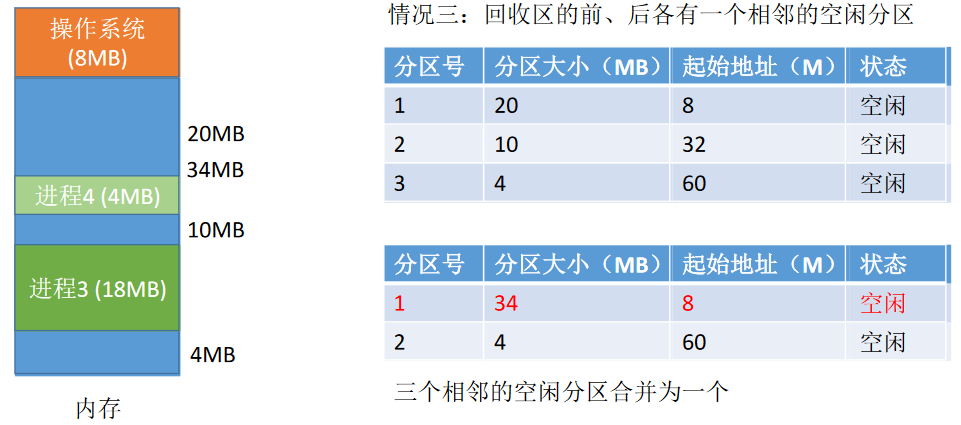 操作系统
(8MB)
20MB
34MB
进程4 (4MB)
10MB
进程3 (18MB)
4MB
内存
情况三：回收区的前、后各有一个相邻的空闲分区
分区号 分区大小（MB） 起始地址（M） 状态
1 20 8 空闲
2 10 32 空闲
3 4 60 空闲
分区号 分区大小（MB） 起始地址（M） 状态
1 34 8 空闲
2 4 60 空闲
三个相邻的空闲分区合并为一个